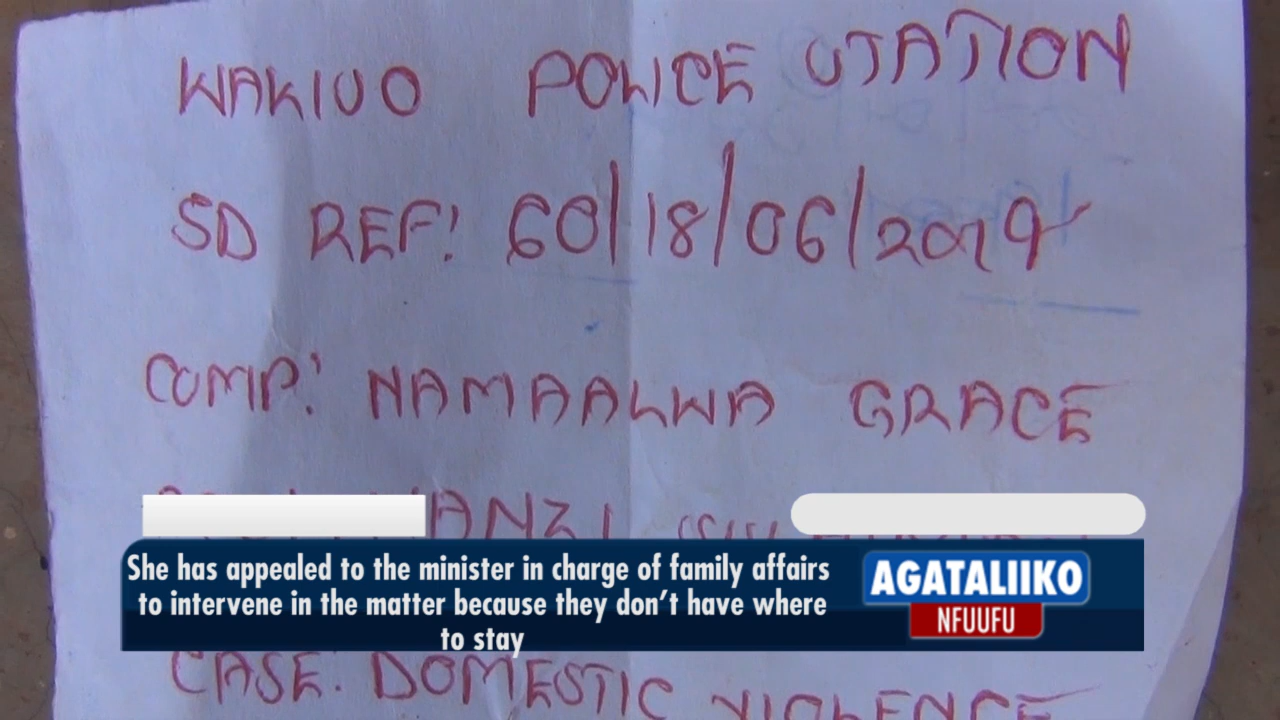 WAKIUO POLICE STATION
SD REF: 60/18/06/2019
COMP: NAMAALWA GRACE
She has appealed to the minister in charge of family affairs
to intervene in the matter because they don't have where
to stay
AGATALIIKO
NFUUFU
CASE: DOMESTIC VIOLENCE